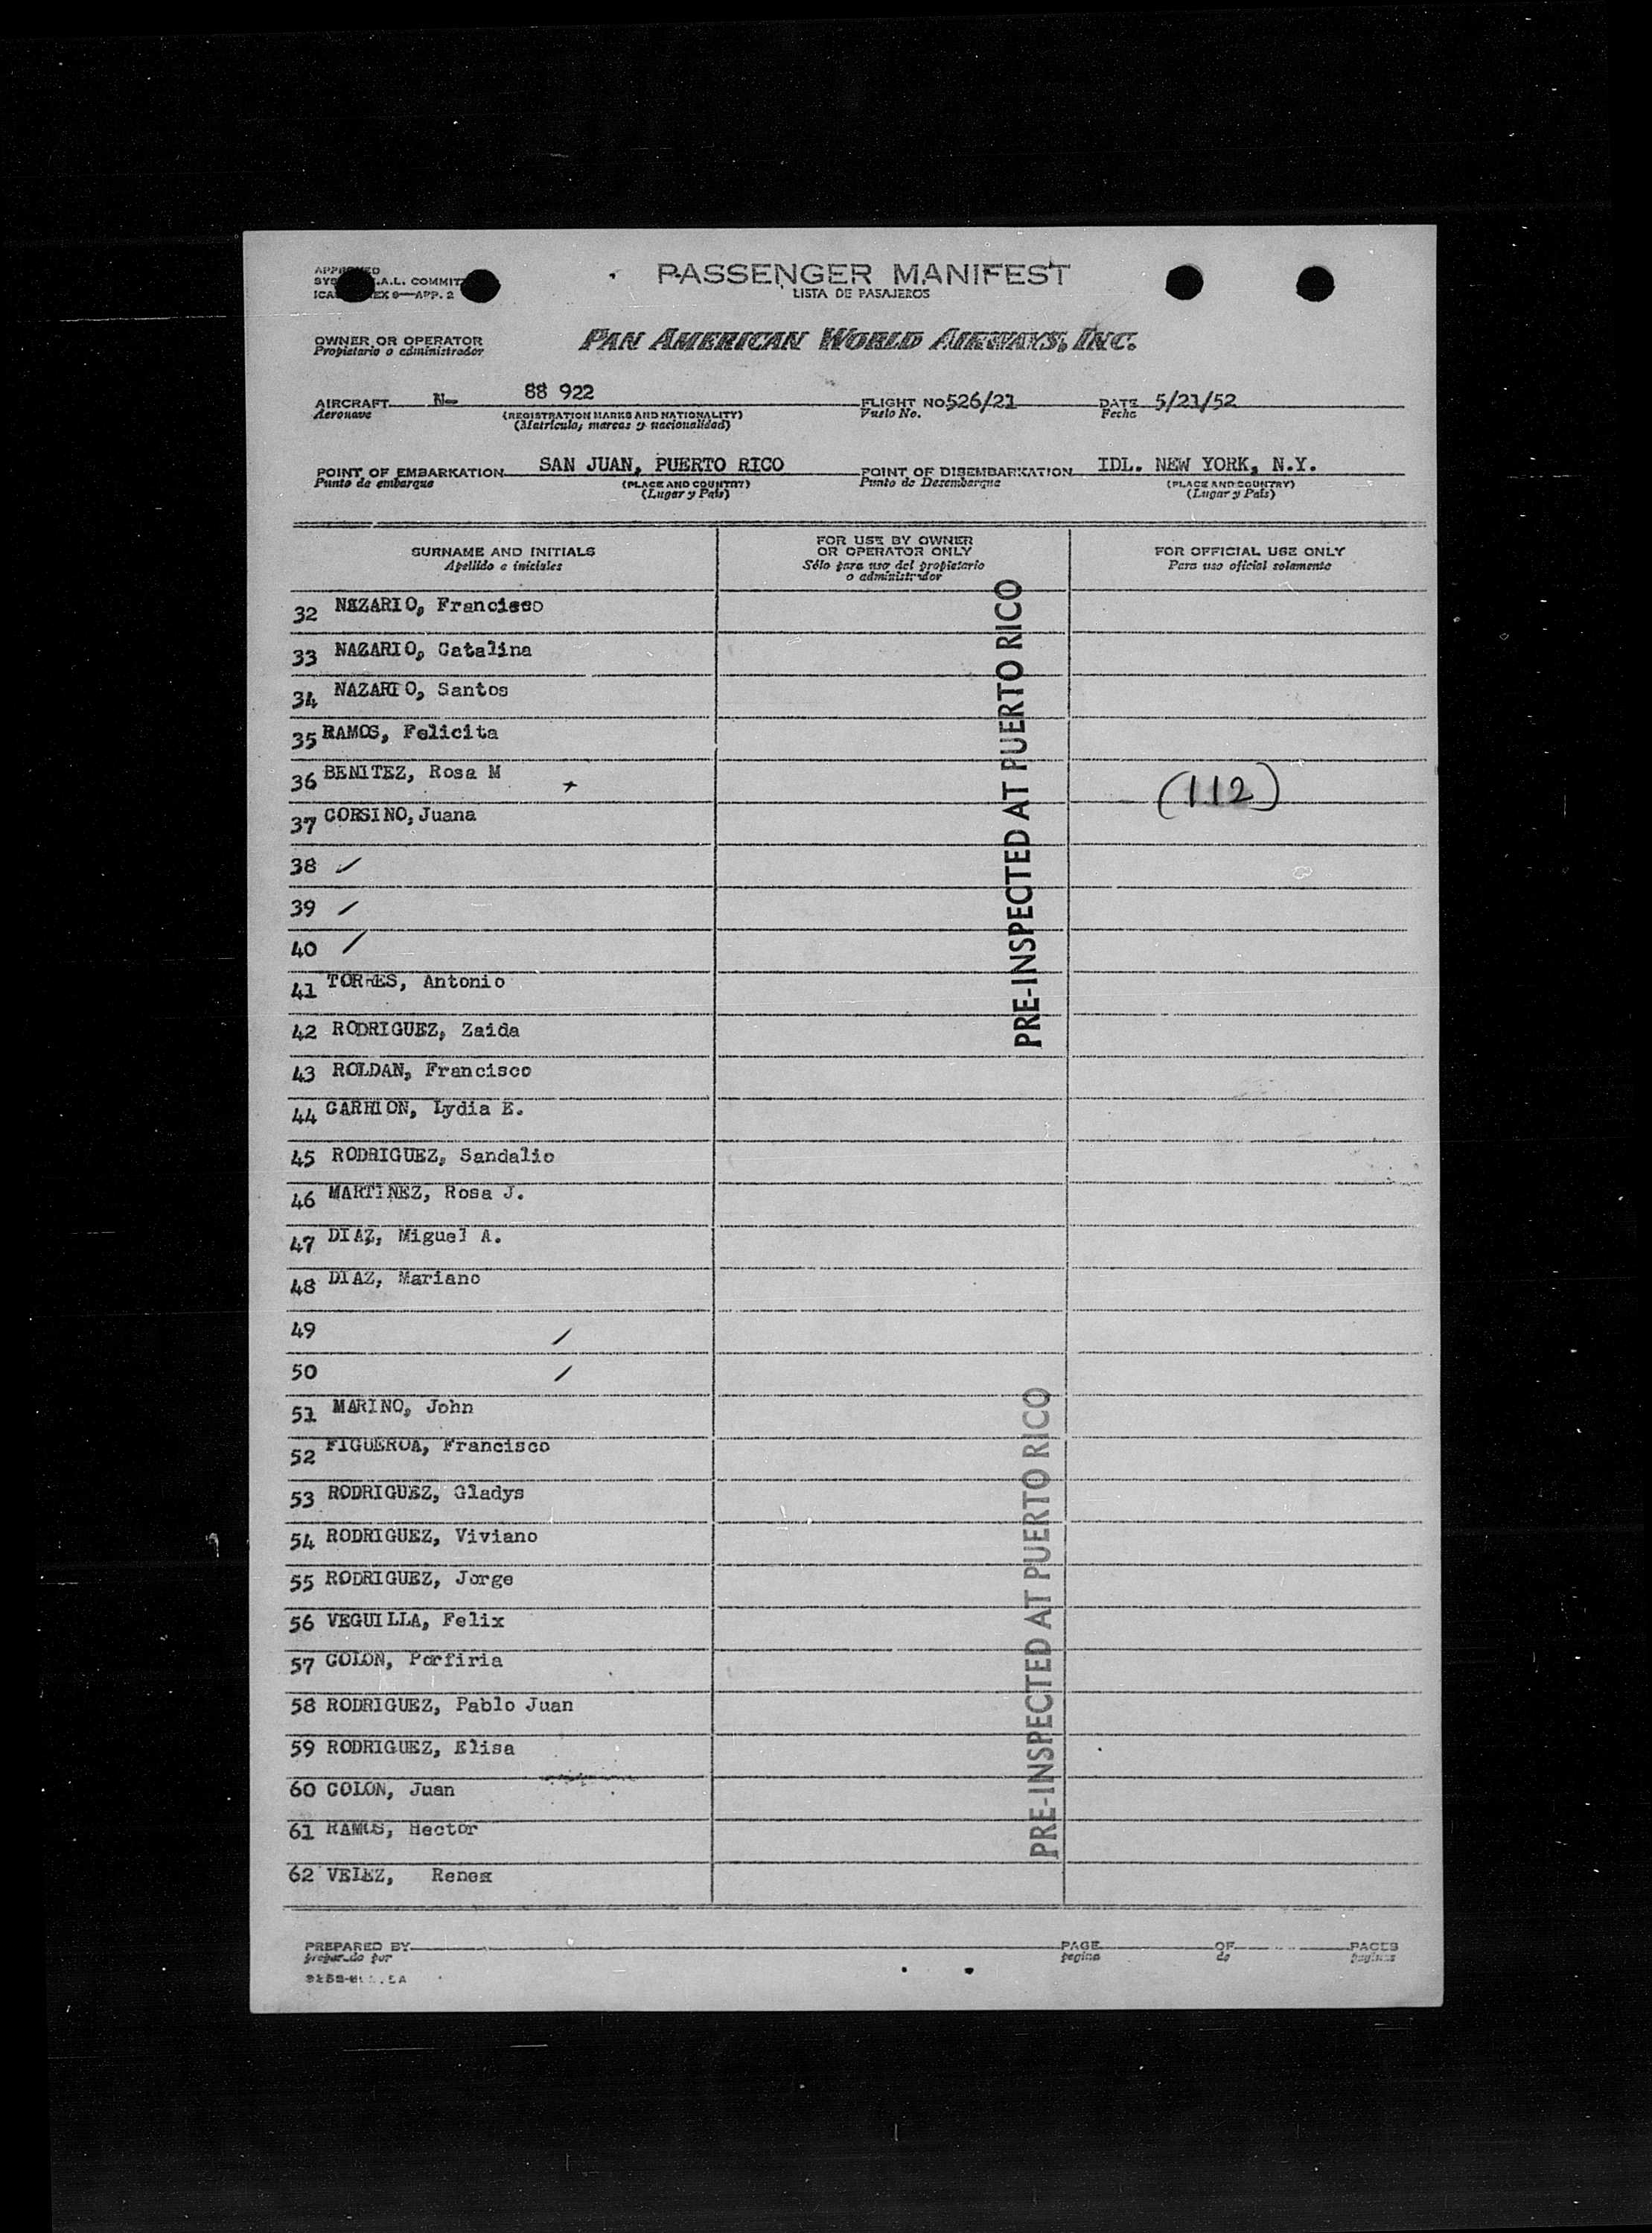 PASSENGER MANIFEST
LISTA DE PASAJEROS
OWNER OR OPERATOR
Propietario o administrador
PAN AMERICAN WORLD AIRWAYS, INC.
AIRCRAFT N- 88 922 FLIGHT NO 526/21 DATE 5/21/52
Aeronave (REGISTRATION MARKS AND NATIONALITY) Vuelo No. Fecha
(Matricula, marcas y nacionalidad)
POINT OF EMBARKATION SAN JUAN, PUERTO RICO POINT OF DISEMBARKATION IDL. NEW YORK, N.Y.
Punto de embarque (PLACE AND COUNTRY) Punto de Desembarque (PLACE AND COUNTRY)
(Lugar y País) (Lugar y País)
SURNAME AND INITIALS FOR USE BY OWNER OR OPERATOR ONLY FOR OFFICIAL USE ONLY
Apellido e iniciales Sólo para uso del propietario o administrador Para uso oficial solamente
32 NAZARIO, Francisco
33 NAZARIO, Catalina
34 NAZARIO, Santos
35 RAMOS, Felicita
36 BENITEZ, Rosa M
(112)
37 CORSINO, Juana
38
39
40
41 TORRES, Antonio
42 RODRIGUEZ, Zaida
43 ROLDAN, Francisco
44 CARRION, Lydia E.
45 RODRIGUEZ, Sandalio
46 MARTINEZ, Rosa J.
47 DIAZ, Miguel A.
48 DIAZ, Mariano
49
50
51 MARINO, John
52 FIGUEROA, Francisco
53 RODRIGUEZ, Gladys
54 RODRIGUEZ, Viviano
55 RODRIGUEZ, Jorge
56 VEGUILLA, Felix
57 COLON, Porfiria
58 RODRIGUEZ, Pablo Juan
59 RODRIGUEZ, Elisa
60 COLON, Juan
61 RAMOS, Hector
62 VELEZ,
PRE-INSPECTED AT PUERTO RICO
PRE-INSPECTED AT PUERTO RICO
PREPARED BY PAGE OF PAGES
preparado por pagina de paginas